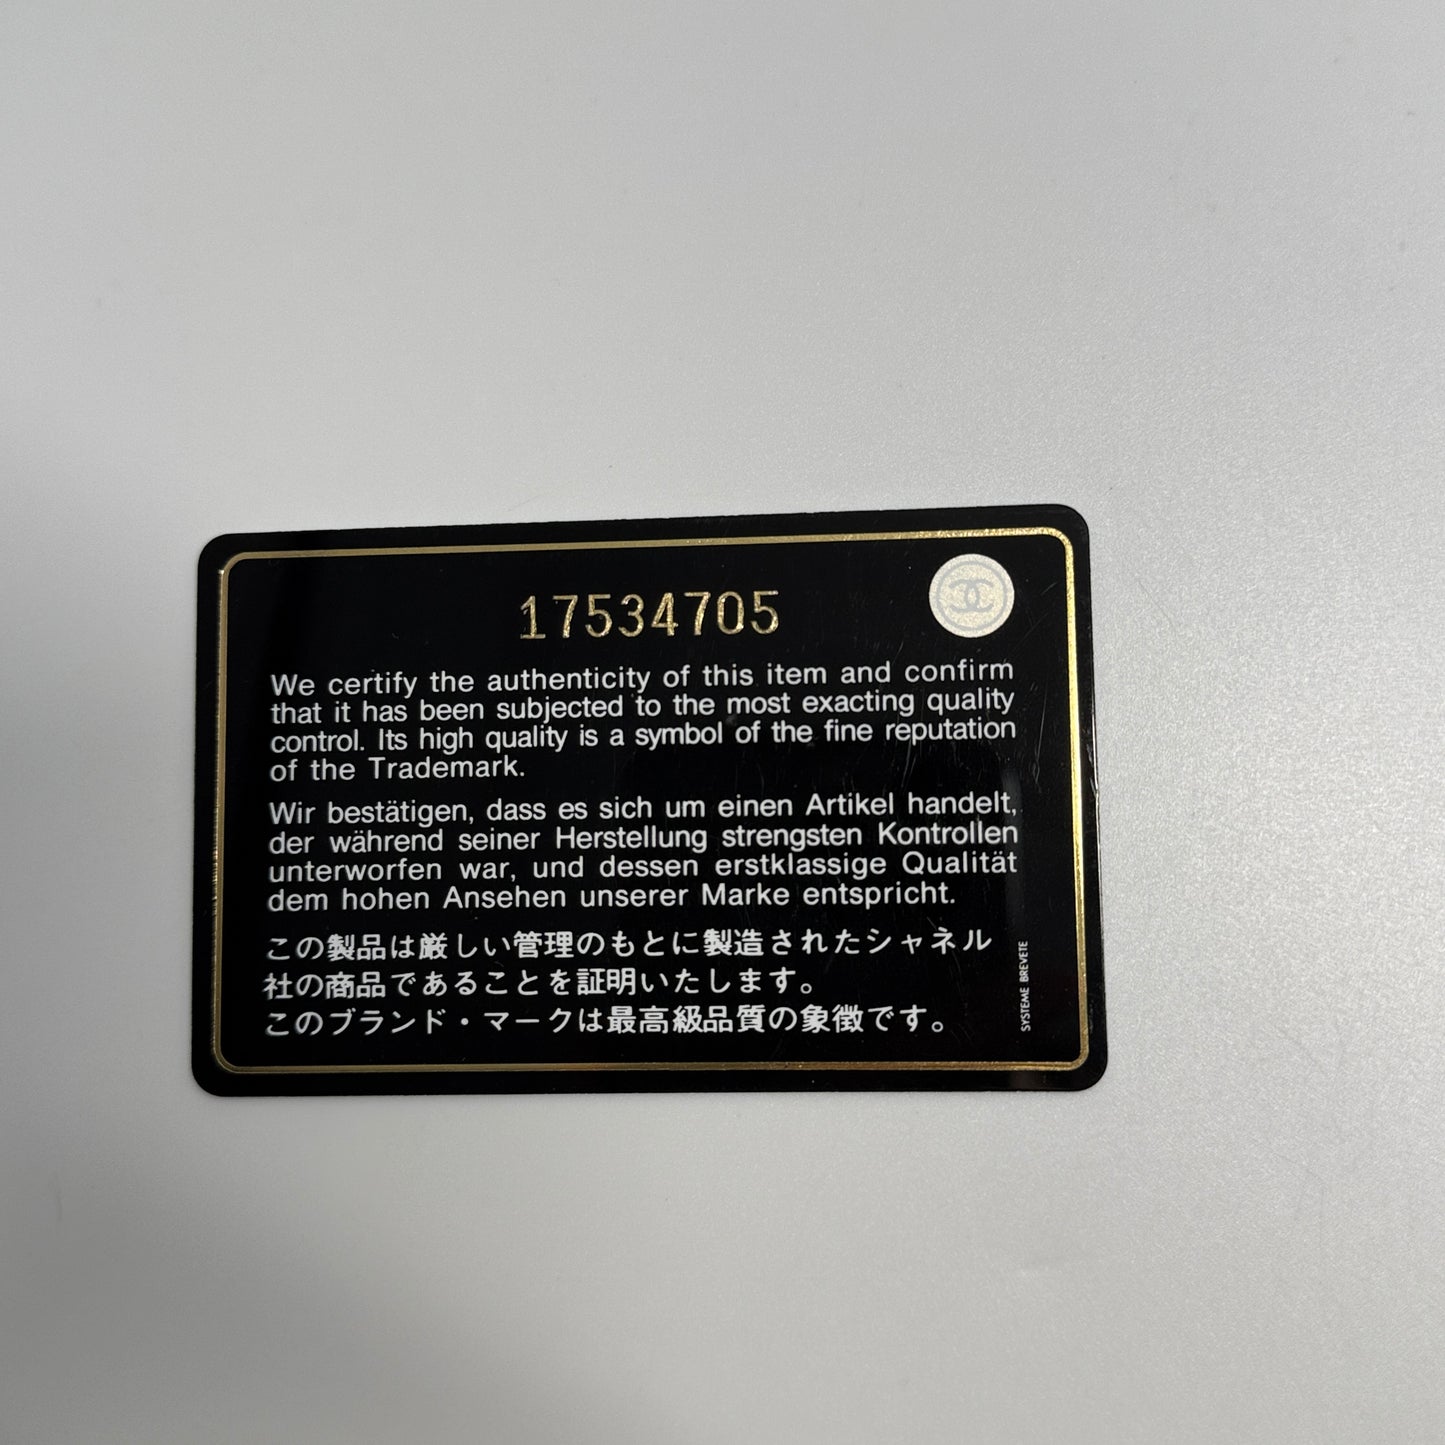 17534705
We certify the authenticity of this item and confirm
that it has been subjected to the most exacting quality
control. Its high quality is a symbol of the fine reputation
of the Trademark.
Wir bestätigen, dass es sich um einen Artikel handelt,
der während seiner Herstellung strengsten Kontrollen
unterworfen war, und dessen erstklassige Qualität
dem hohen Ansehen unserer Marke entspricht.
この製品は厳しい管理のもとに製造されたシャネル
社の商品であることを証明いたします。
このブランド・マークは最高級品質の象徴です。
SYSTEME BREVETE